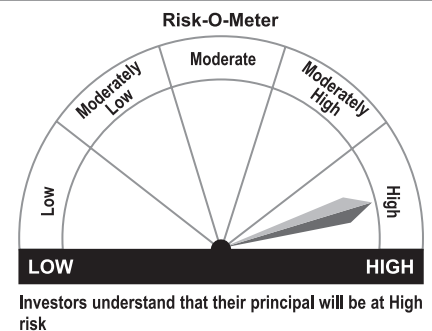 Risk-O-Meter
Moderate
Moderately
Low
Moderately
High
Low
High
LOW
HIGH
Investors understand that their principal will be at High
risk